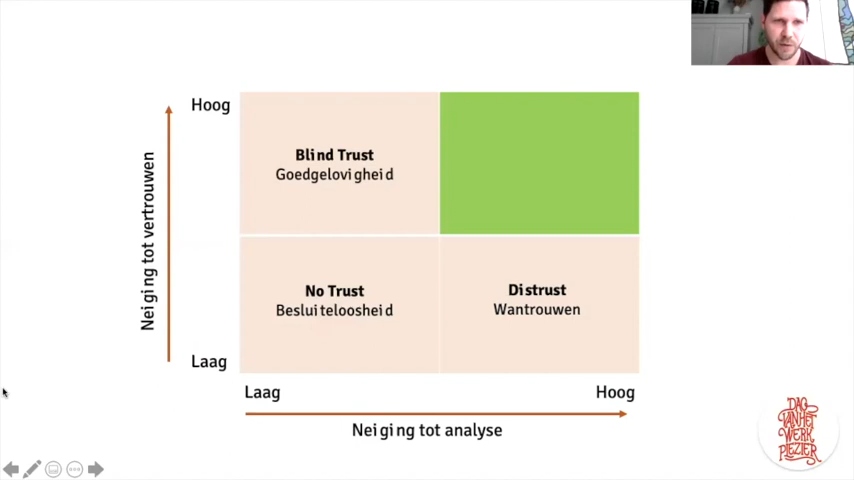 Hoog
Blind Trust
Goedgelovigheid
Neiging tot vertrouwen
No Trust
Besluiteloosheid
Distrust
Wantrouwen
Laag
Laag
Hoog
Neiging tot analyse
DAG
VAN HET
WERK
PLEZIER